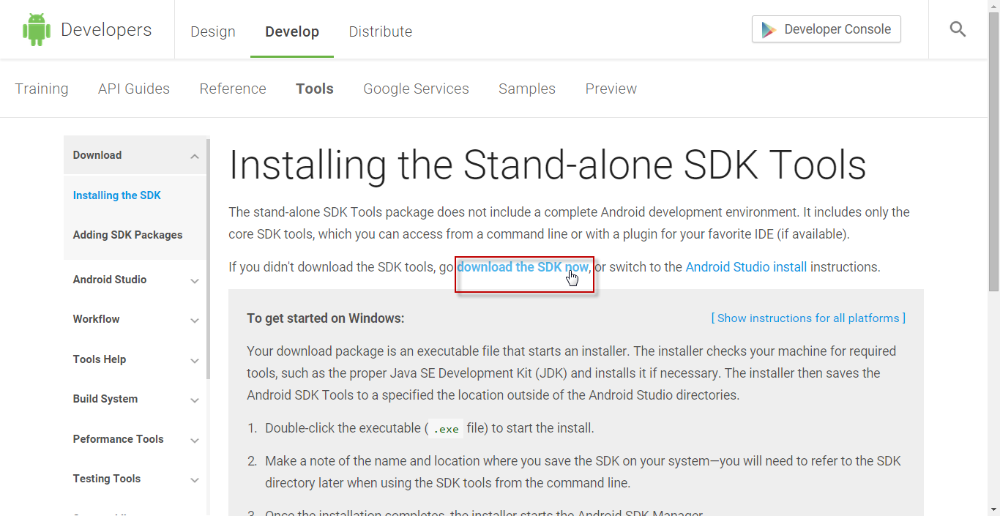 Developers
Design
Develop
Distribute
Developer Console
Training
API Guides
Reference
Tools
Google Services
Samples
Preview
Download
Installing the SDK
Adding SDK Packages
Android Studio
Workflow
Tools Help
Build System
Peformance Tools
Testing Tools
Installing the Stand-alone SDK Tools
The stand-alone SDK Tools package does not include a complete Android development environment. It includes only the
core SDK tools, which you can access from a command line or with a plugin for your favorite IDE (if available).
If you didn't download the SDK tools, go download the SDK now, or switch to the Android Studio install instructions.
To get started on Windows:
[ Show instructions for all platforms ]
Your download package is an executable file that starts an installer. The installer checks your machine for required
tools, such as the proper Java SE Development Kit (JDK) and installs it if necessary. The installer then saves the
Android SDK Tools to a specified the location outside of the Android Studio directories.
1. Double-click the executable ( .exe file) to start the install.
2. Make a note of the name and location where you save the SDK on your system—you will need to refer to the SDK
directory later when using the SDK tools from the command line.
3. Once the installation completes, the installer starts the Android SDK Manager.